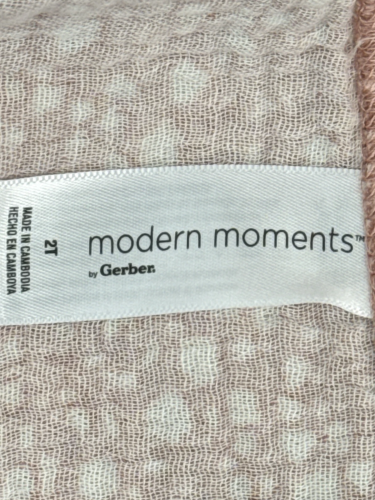 modern moments™
by Gerber.
2T
MADE IN CAMBODIA
HECHO EN CAMBOYA